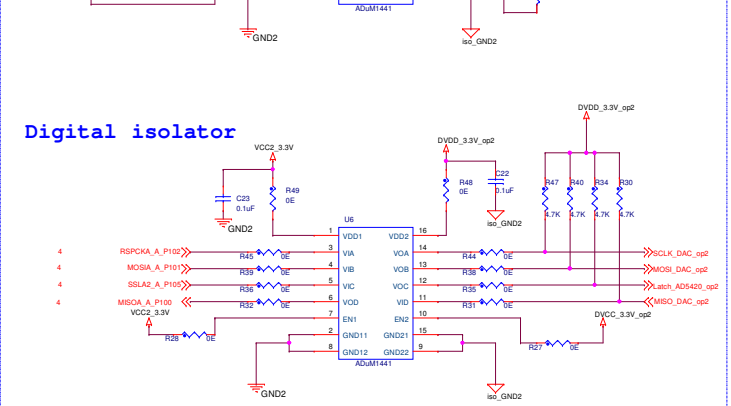 ADuM1441
GND2
iso_GND2
Digital isolator
DVDD_3.3V_op2
VCC2_3.3V
DVDD_3.3V_op2
C23
0.1uF
R49
0E
R48
0E
C22
0.1uF
R47
R40
R34
R30
4.7K
4.7K
4.7K
4.7K
GND2
iso_GND2
U6
1 VDD1 VDD2 16
4 RSPCKA_A_P102 R45 0E 3 VIA VOA 14 R44 0E SCLK_DAC_op2
4 MOSIA_A_P101 R39 0E 4 VIB VOB 13 R38 0E MOSI_DAC_op2
4 SSLA2_A_P105 R36 0E 5 VIC VOC 12 R35 0E Latch_AD5420_op2
4 MISOA_A_P100 R32 0E 6 VOD VID 11 R31 0E MISO_DAC_op2
VCC2_3.3V
DVCC_3.3V_op2
7 EN1 EN2 10
R28 0E
R27 0E
2 GND11 GND21 15
8 GND12 GND22 9
ADuM1441
GND2
iso_GND2